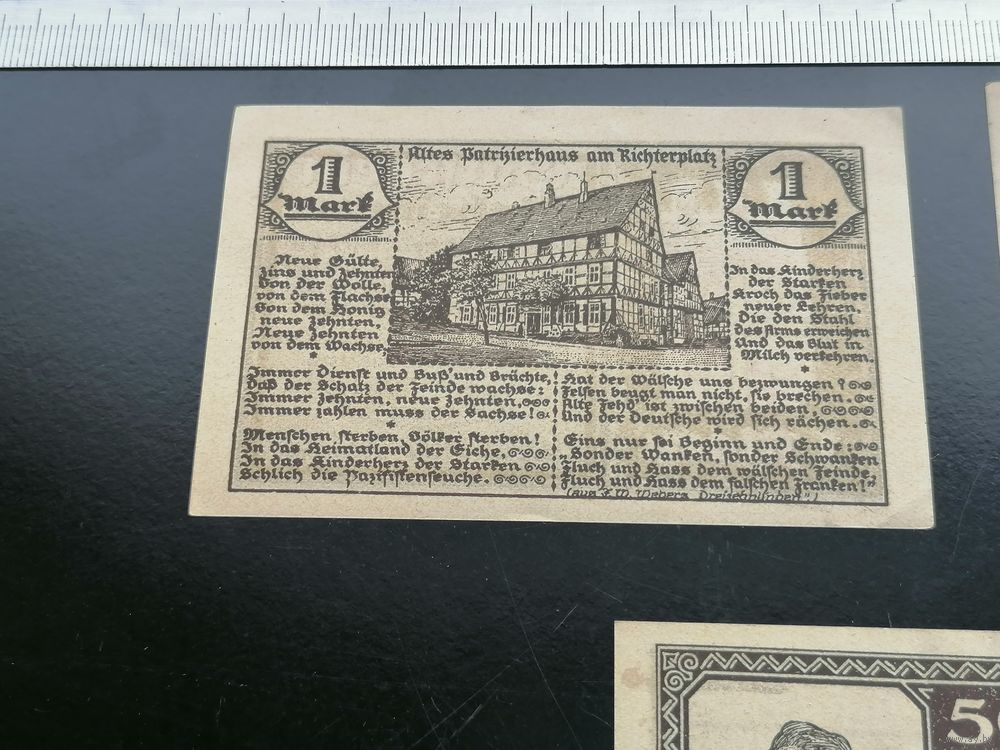 1
Mark
Altes Patrizierhaus am Richterplatz
1
Mark
Neue Gülte,
zins und Zehnten
Von der Wolle,
von dem Flachse
Von dem Honig
neue Zehnten,
Neue Zehnten
von dem Wachse.
*
In das Kinderherz
der Starken
Kroch das Fieber
neuer Lehren,
Die den Stahl
des Arms erweichen
Und das Blut in
Milch verkehren.
*
Immer Dienst und Buß' und Brüchte,
daß der Schatz der Feinde wachse:
Immer Zehnten, neue Zehnten,
Immer zahlen muss der Sachse!
*
Menschen sterben, Völker sterben!
In das Heimatland der Eiche,
In das Kinderherz der Starken
Schlich die Pazifistenseuche.
Hat der Wälsche uns bezwungen?
Felsen beugt man nicht, sie brechen.
Alte Fehd' ist zwischen beiden,
Und der Deutsche wird sich rächen.
*
Eins nur sei Beginn und Ende:
„Sonder Wanken, sonder Schwanken
Fluch und Hass dem wälschen Feinde,
Fluch und Hass dem falschen Franken!"
(aus F. W. Webers „Dreizehnlinden")
5